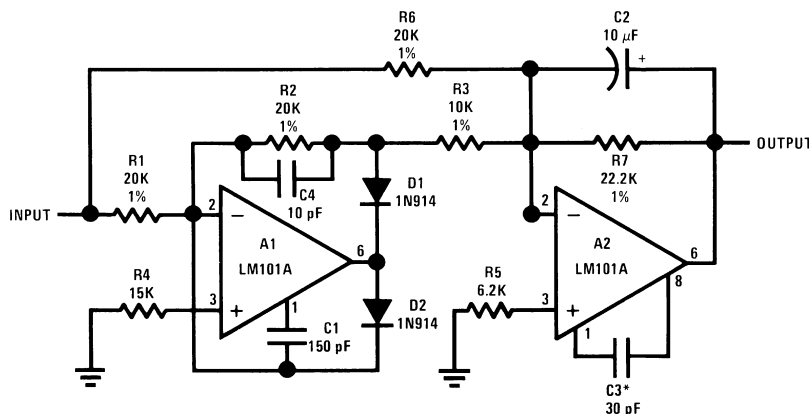 R6
20K
1%
C2
10 μF
+
R2
20K
1%
R3
10K
1%
OUTPUT
R1
20K
1%
C4
10 pF
D1
1N914
R7
22.2K
1%
INPUT
2
−
A1
LM101A
6
2
−
A2
LM101A
6
8
R4
15K
3
+
1
D2
1N914
R5
6.2K
3
+
1
C1
150 pF
C3*
30 pF